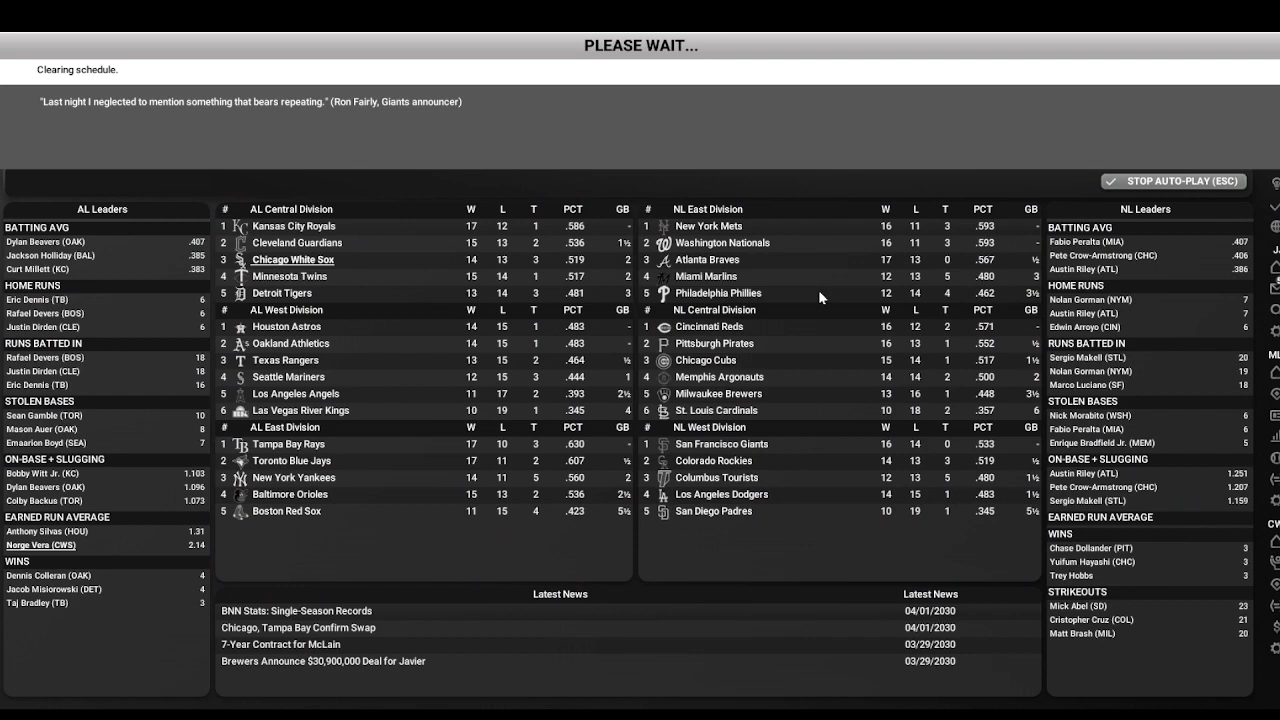 PLEASE WAIT...
Clearing schedule.
"Last night I neglected to mention something that bears repeating." (Ron Fairly, Giants announcer)
STOP AUTO-PLAY (ESC)
AL Leaders
BATTING AVG
Dylan Beavers (OAK) .407
Jackson Holliday (BAL) .385
Curt Millett (KC) .383
HOME RUNS
Eric Dennis (TB) 6
Rafael Devers (BOS) 6
Justin Dirden (CLE) 6
RUNS BATTED IN
Rafael Devers (BOS) 18
Justin Dirden (CLE) 18
Eric Dennis (TB) 16
STOLEN BASES
Sean Gamble (TOR) 10
Mason Auer (OAK) 8
Emaarion Boyd (SEA) 7
ON-BASE + SLUGGING
Bobby Witt Jr. (KC) 1.103
Dylan Beavers (OAK) 1.096
Colby Backus (TOR) 1.073
EARNED RUN AVERAGE
Anthony Silvas (HOU) 1.31
Norge Vera (CWS) 2.14
WINS
Dennis Colleran (OAK) 4
Jacob Misiorowski (DET) 4
Taj Bradley (TB) 3
# AL Central Division W L T PCT GB
1 Kansas City Royals 17 12 1 .586 -
2 Cleveland Guardians 15 13 2 .536 1½
3 Chicago White Sox 14 13 3 .519 2
4 Minnesota Twins 15 14 1 .517 2
5 Detroit Tigers 13 14 3 .481 3
# AL West Division W L T PCT GB
1 Houston Astros 14 15 1 .483 -
2 Oakland Athletics 14 15 1 .483 -
3 Texas Rangers 13 15 2 .464 ½
4 Seattle Mariners 12 15 3 .444 1
5 Los Angeles Angels 11 17 2 .393 2½
6 Las Vegas River Kings 10 19 1 .345 4
# AL East Division W L T PCT GB
1 Tampa Bay Rays 17 10 3 .630 -
2 Toronto Blue Jays 17 11 2 .607 ½
3 New York Yankees 14 11 5 .560 2
4 Baltimore Orioles 15 13 2 .536 2½
5 Boston Red Sox 11 15 4 .423 5½
# NL East Division W L T PCT GB
1 New York Mets 16 11 3 .593 -
2 Washington Nationals 16 11 3 .593 -
3 Atlanta Braves 17 13 0 .567 ½
4 Miami Marlins 12 13 5 .480 3
5 Philadelphia Phillies 12 14 4 .462 3½
# NL Central Division W L T PCT GB
1 Cincinnati Reds 16 12 2 .571 -
2 Pittsburgh Pirates 16 13 1 .552 ½
3 Chicago Cubs 15 14 1 .517 1½
4 Memphis Argonauts 14 14 2 .500 2
5 Milwaukee Brewers 13 16 1 .448 3½
6 St. Louis Cardinals 10 18 2 .357 6
# NL West Division W L T PCT GB
1 San Francisco Giants 16 14 0 .533 -
2 Colorado Rockies 14 13 3 .519 ½
3 Columbus Tourists 12 13 5 .480 1½
4 Los Angeles Dodgers 14 15 1 .483 1½
5 San Diego Padres 10 19 1 .345 5½
Latest News Latest News
BNN Stats: Single-Season Records 04/01/2030
Chicago, Tampa Bay Confirm Swap 04/01/2030
7-Year Contract for McLain 03/29/2030
Brewers Announce $30,900,000 Deal for Javier 03/29/2030
NL Leaders
BATTING AVG
Fabio Peralta (MIA) .407
Pete Crow-Armstrong (CHC) .406
Austin Riley (ATL) .386
HOME RUNS
Nolan Gorman (NYM) 7
Austin Riley (ATL) 7
Edwin Arroyo (CIN) 6
RUNS BATTED IN
Sergio Makell (STL) 20
Nolan Gorman (NYM) 19
Marco Luciano (SF) 18
STOLEN BASES
Nick Morabito (WSH) 6
Fabio Peralta (MIA) 6
Enrique Bradfield Jr. (MEM) 5
ON-BASE + SLUGGING
Austin Riley (ATL) 1.251
Pete Crow-Armstrong (CHC) 1.207
Sergio Makell (STL) 1.159
EARNED RUN AVERAGE
WINS
Chase Dollander (PIT) 3
Yuifum Hayashi (CHC) 3
Trey Hobbs 3
STRIKEOUTS
Mick Abel (SD) 23
Cristopher Cruz (COL) 21
Matt Brash (MIL) 20